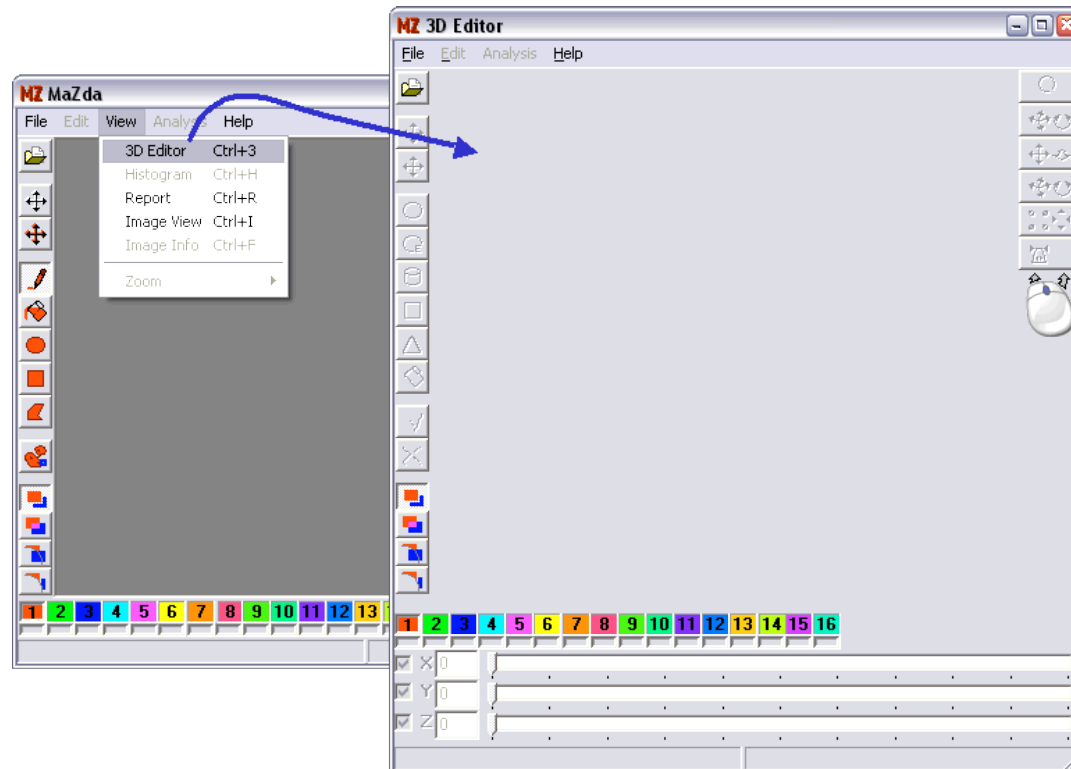 MZ 3D Editor
File Edit Analysis Help
MZ MaZda
File Edit View Analysis Help
3D Editor Ctrl+3
Histogram Ctrl+H
Report Ctrl+R
Image View Ctrl+I
Image Info Ctrl+F
Zoom
1 2 3 4 5 6 7 8 9 10 11 12 13
1 2 3 4 5 6 7 8 9 10 11 12 13 14 15 16
X 0
Y 0
Z 0